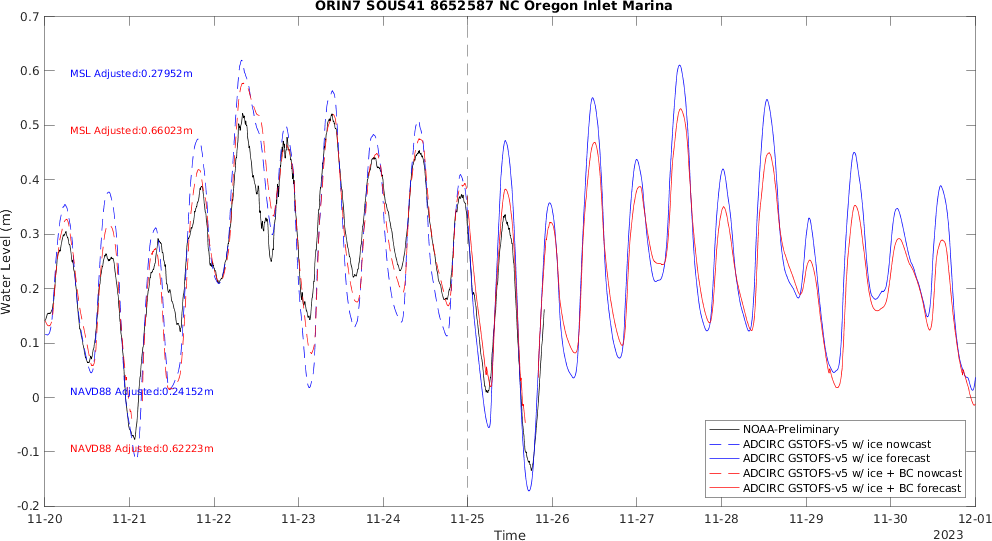 ORIN7 SOUS41 8652587 NC Oregon Inlet Marina
0.7
0.6
0.5
0.4
0.3
0.2
0.1
0
-0.1
-0.2
Water Level (m)
MSL Adjusted:0.27952m
MSL Adjusted:0.66023m
NAVD88 Adjusted:0.24152m
NAVD88 Adjusted:0.62223m
NOAA-Preliminary
ADCIRC GSTOFS-v5 w/ ice nowcast
ADCIRC GSTOFS-v5 w/ ice forecast
ADCIRC GSTOFS-v5 w/ ice + BC nowcast
ADCIRC GSTOFS-v5 w/ ice + BC forecast
11-20 11-21 11-22 11-23 11-24 11-25 11-26 11-27 11-28 11-29 11-30 12-01
Time
2023